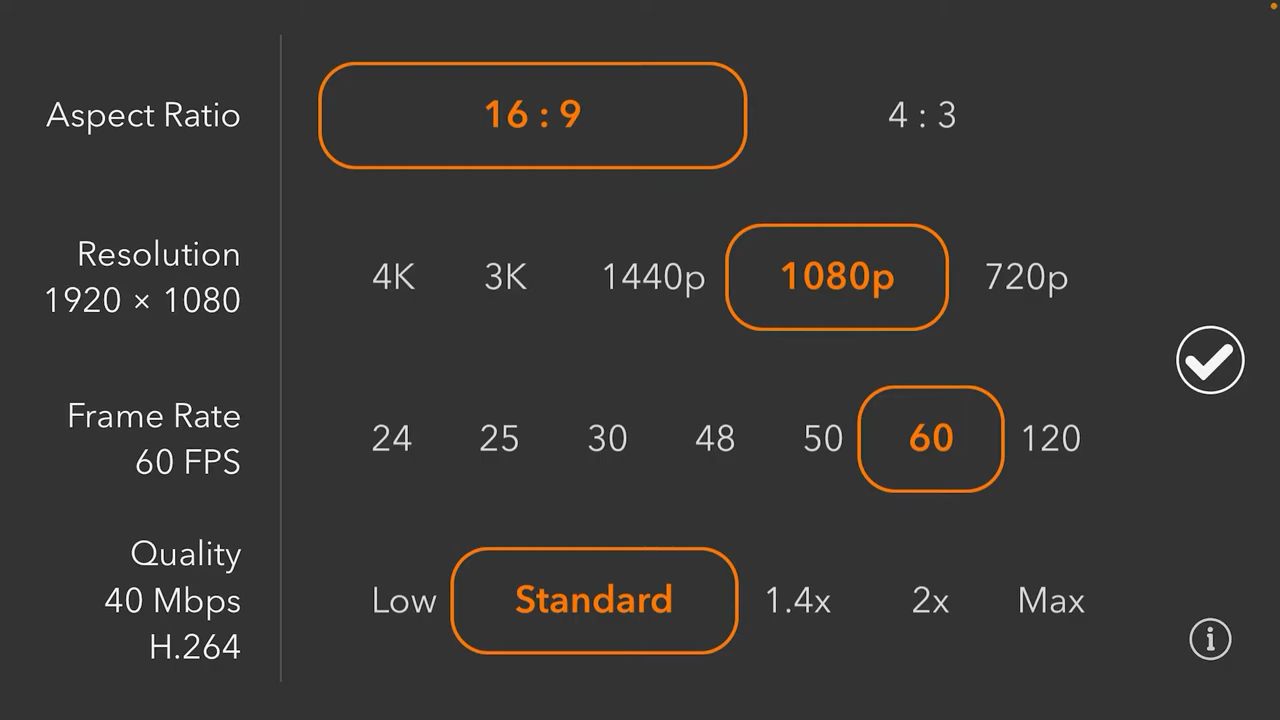 Aspect Ratio
16 : 9
4 : 3
Resolution
1920 × 1080
4K
3K
1440p
1080p
720p
Frame Rate
60 FPS
24
25
30
48
50
60
120
Quality
40 Mbps
H.264
Low
Standard
1.4x
2x
Max